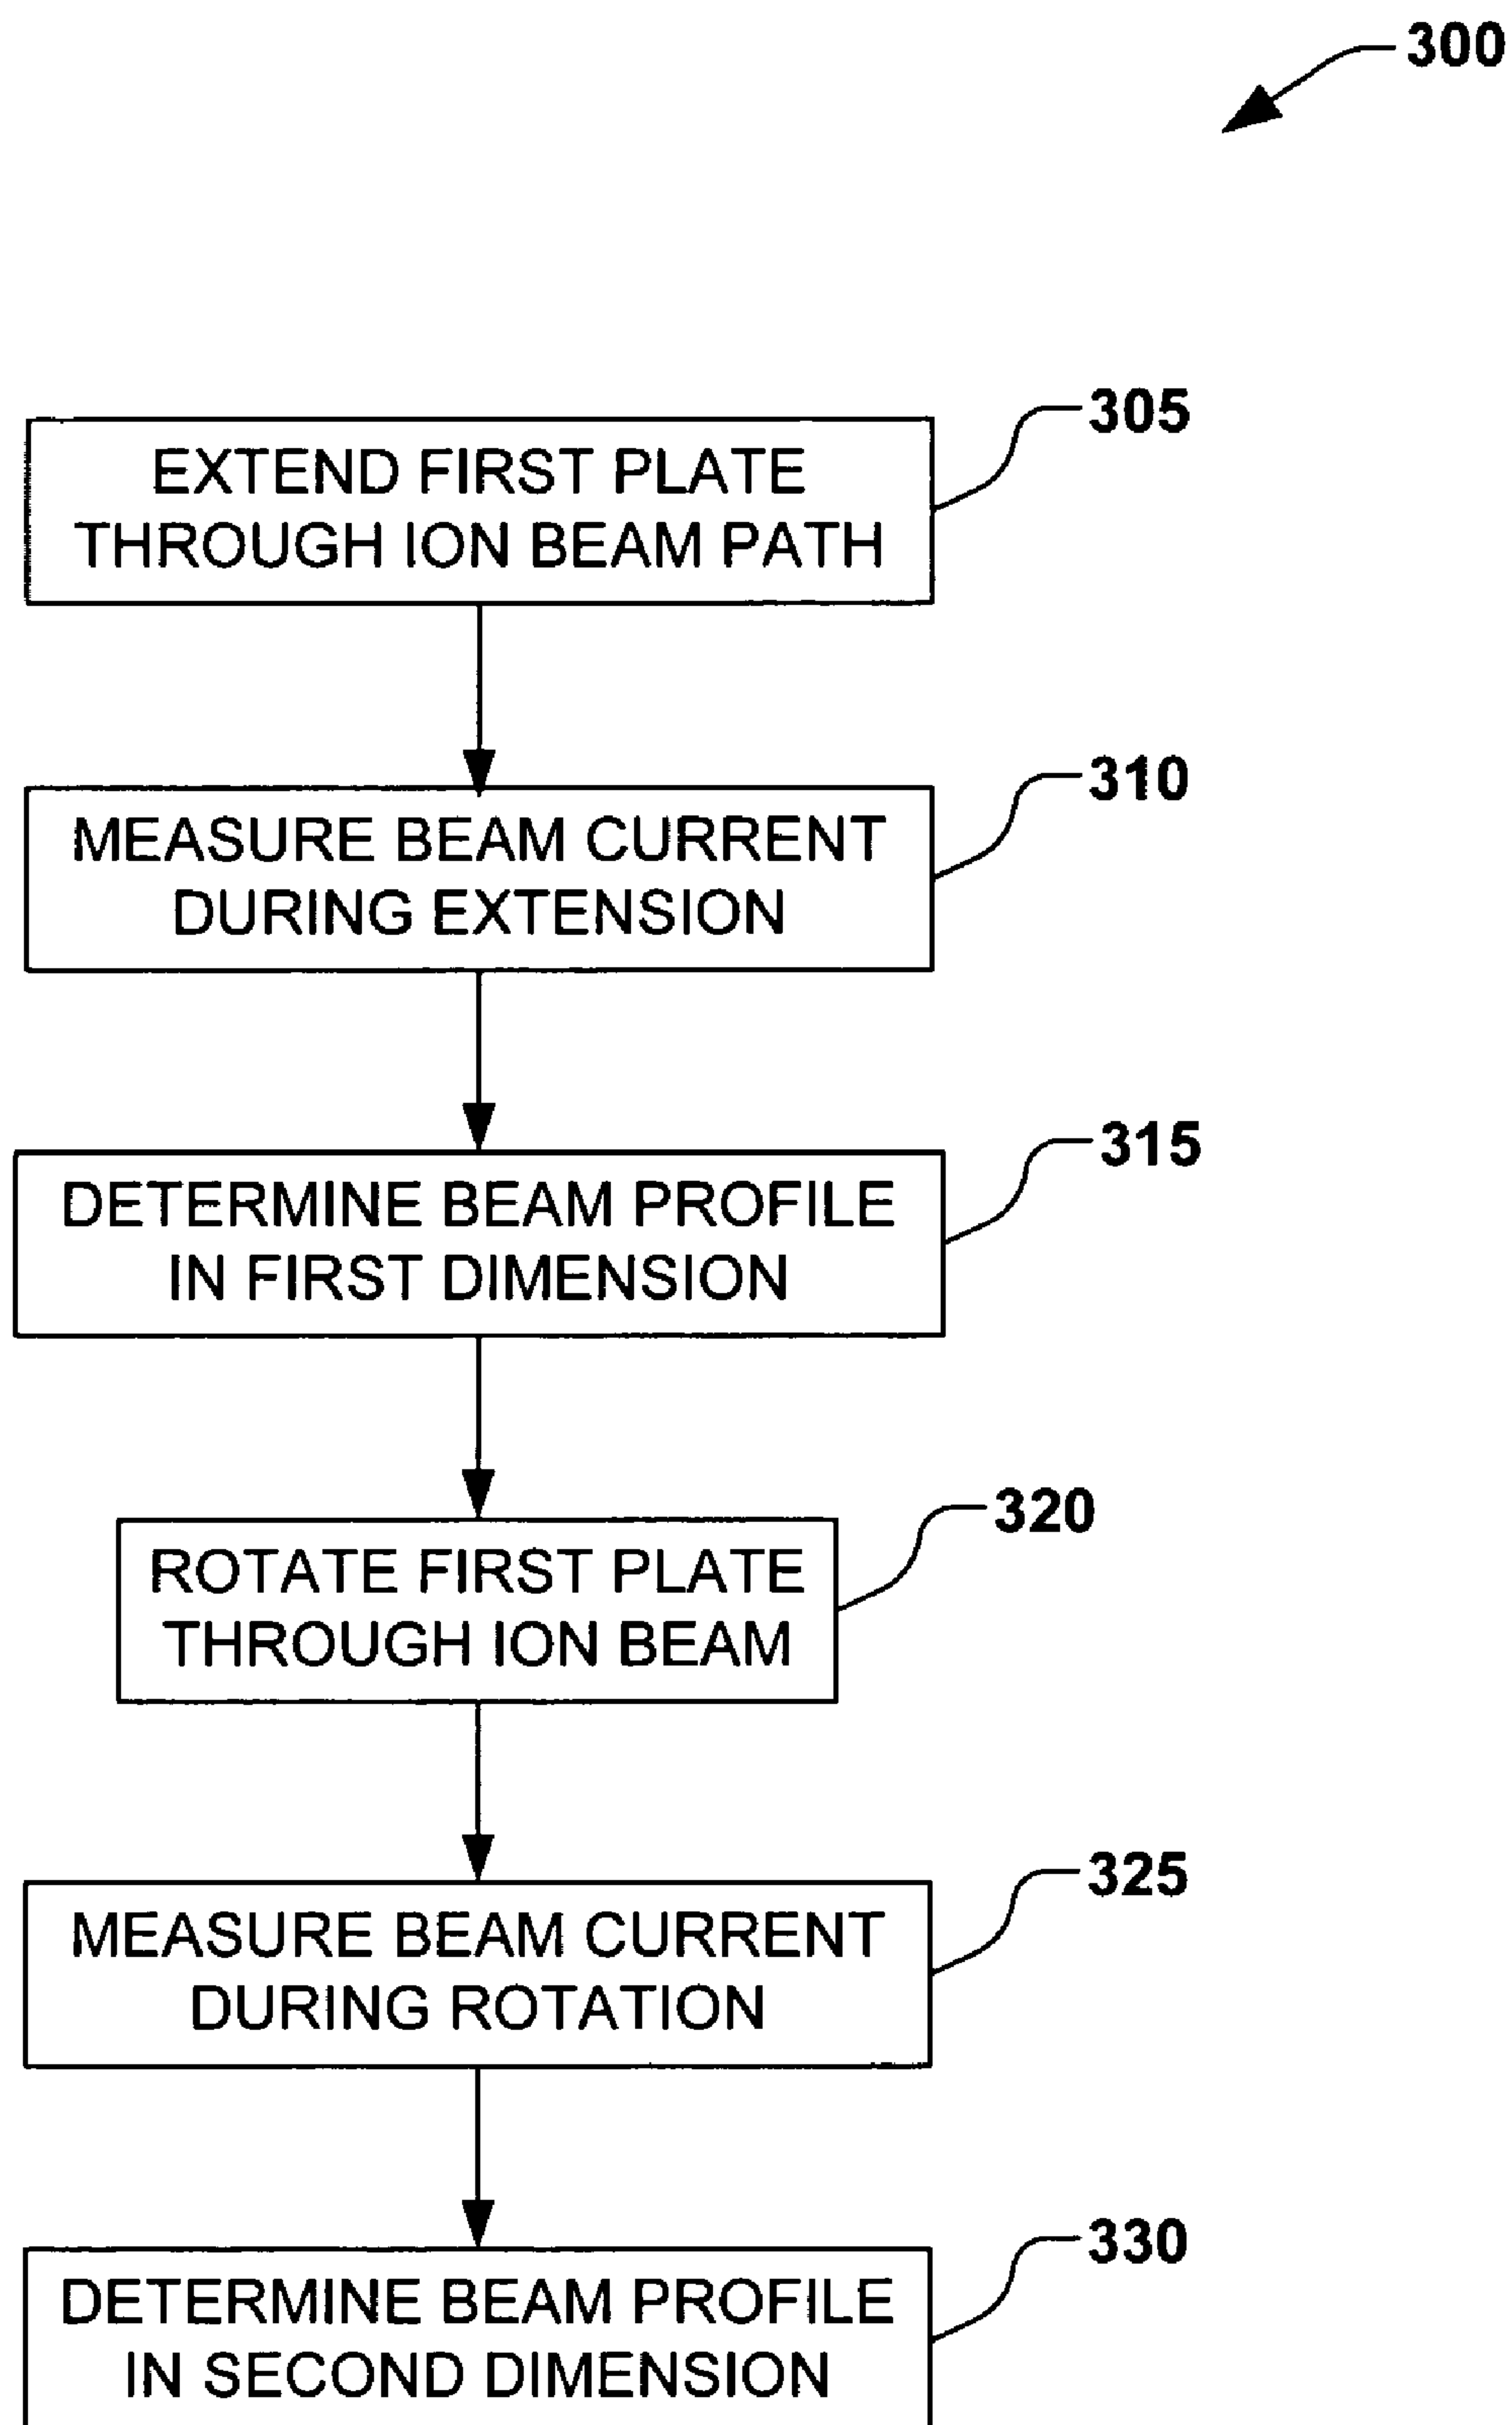 300
305
EXTEND FIRST PLATE
THROUGH ION BEAM PATH
310
MEASURE BEAM CURRENT
DURING EXTENSION
315
DETERMINE BEAM PROFILE
IN FIRST DIMENSION
320
ROTATE FIRST PLATE
THROUGH ION BEAM
325
MEASURE BEAM CURRENT
DURING ROTATION
330
DETERMINE BEAM PROFILE
IN SECOND DIMENSION